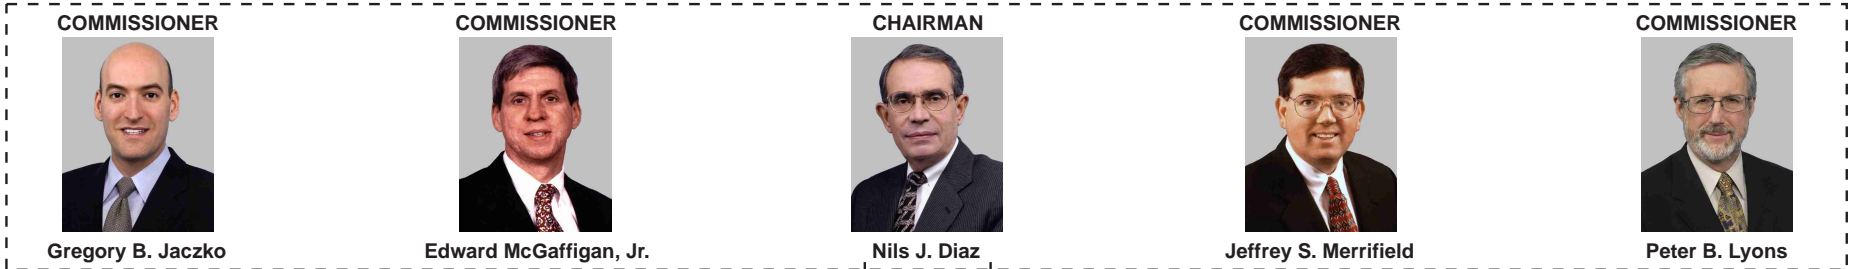 COMMISSIONER
COMMISSIONER
CHAIRMAN
COMMISSIONER
COMMISSIONER
Gregory B. Jaczko
Edward McGaffigan, Jr.
Nils J. Diaz
Jeffrey S. Merrifield
Peter B. Lyons